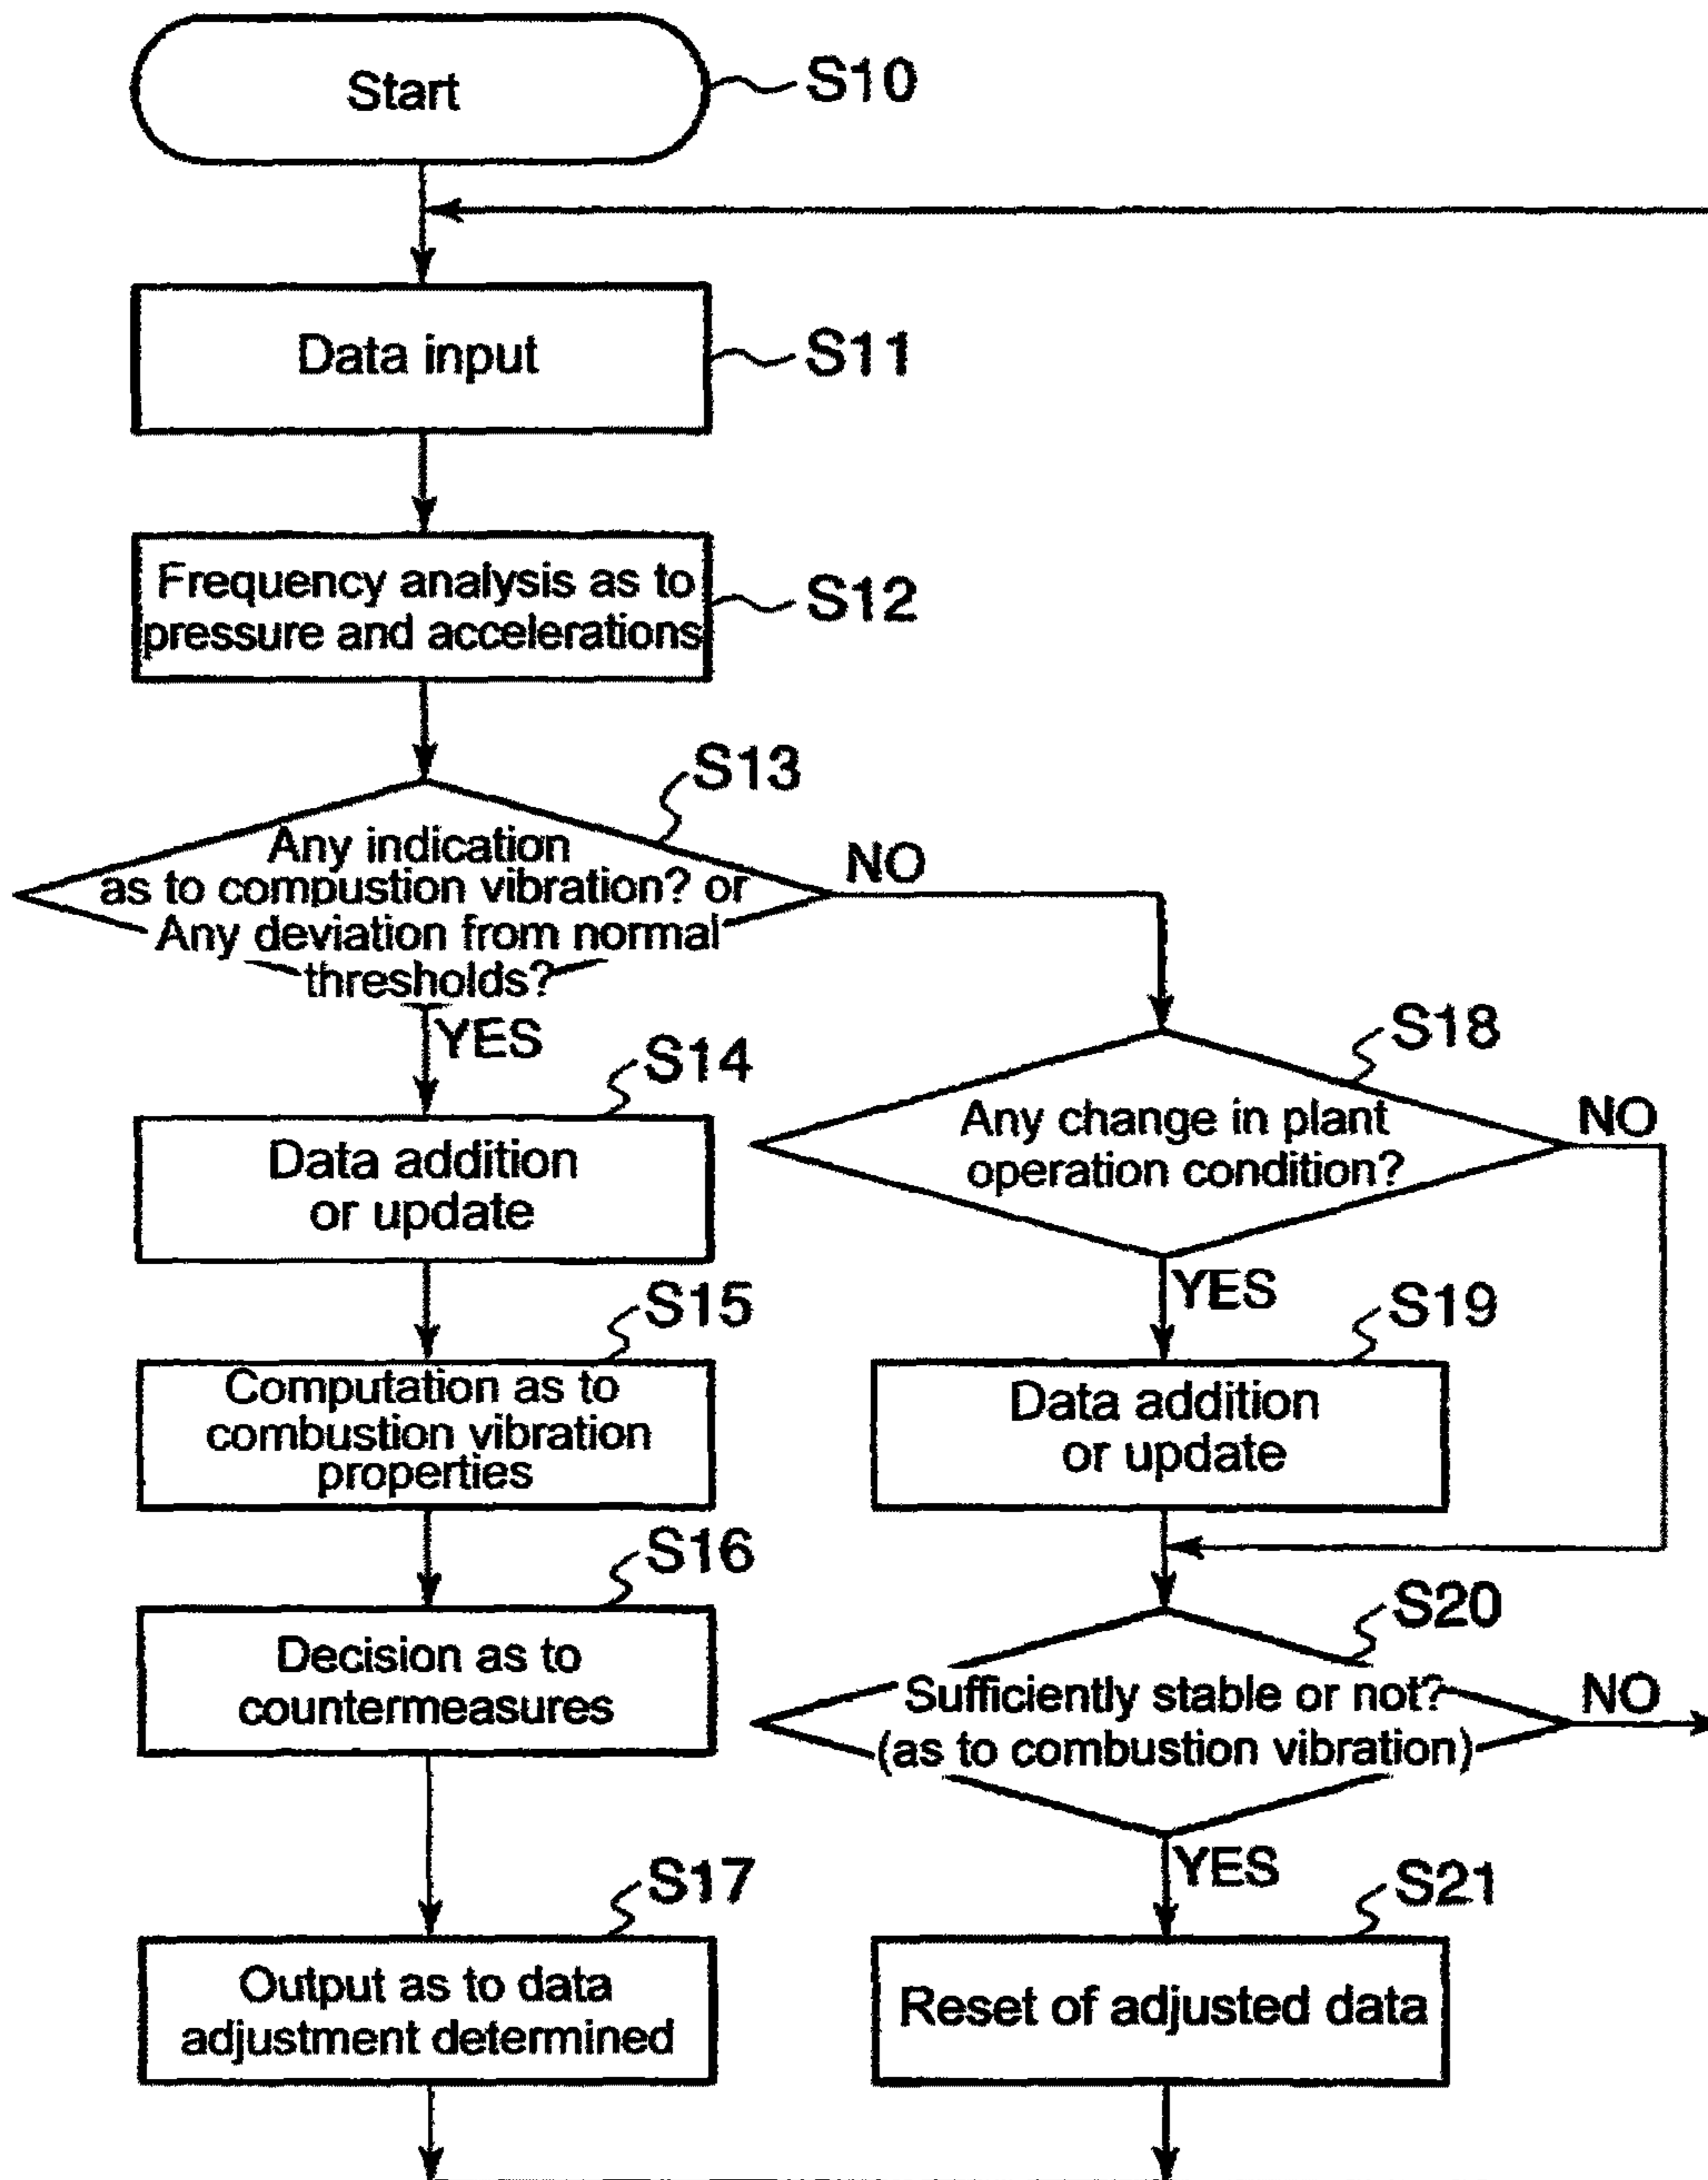 Start
S10
Data input
S11
Frequency analysis as to
pressure and accelerations
S12
S13
Any indication
as to compustion vibration? or
Any deviation from normal
thresholds?
NO
YES
S14
Data addition
or update
S15
Computation as to
combustion vibration
properties
S16
Decision as to
countermeasures
S17
Output as to data
adjustment determined
S18
Any change in plant
operation condition?
NO
YES
S19
Data addition
or update
S20
Sufficiently stable or not?
(as to combustion vibration)
NO
YES
S21
Reset of adjusted data